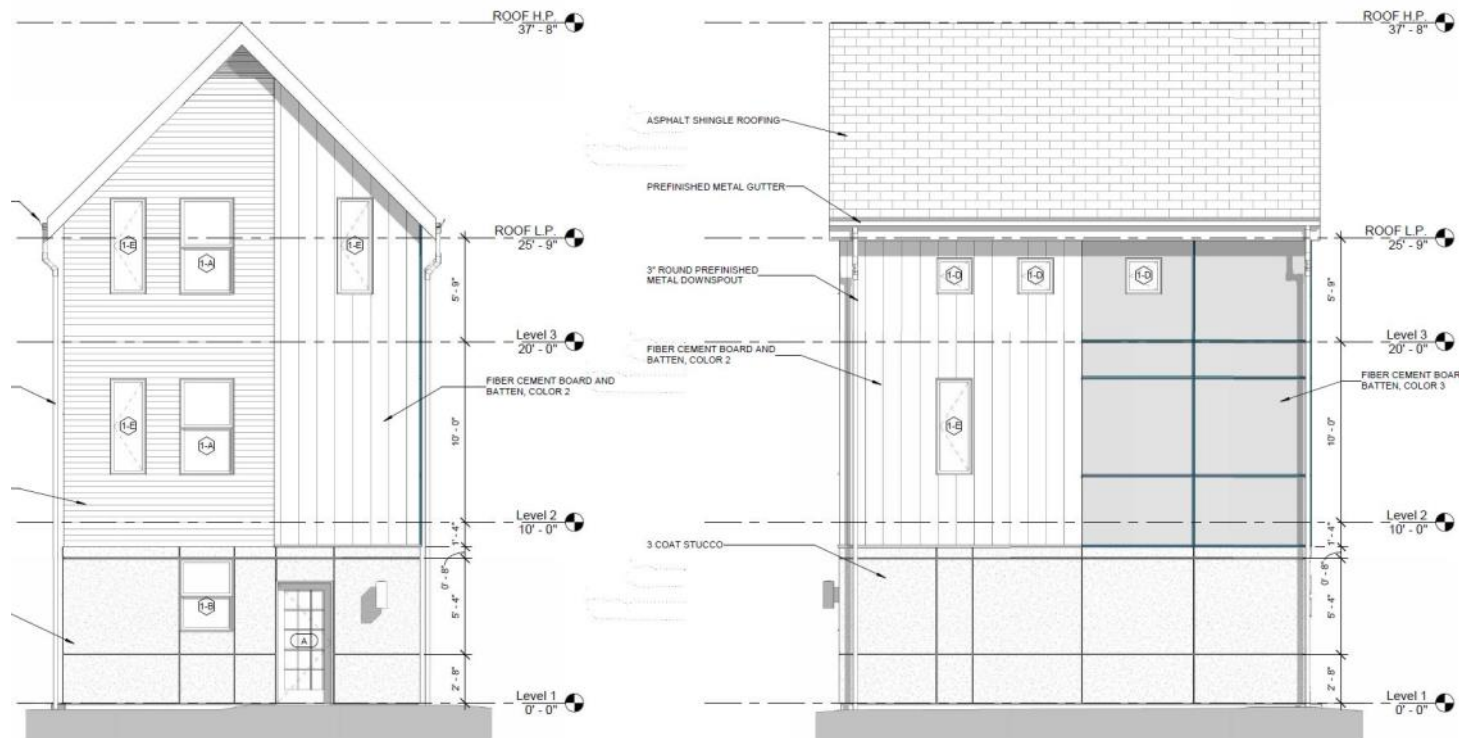 ROOF H.P.
37' - 8"
ROOF L.P.
25' - 9"
5' - 9"
Level 3
20' - 0"
FIBER CEMENT BOARD AND
BATTEN, COLOR 2
10' - 0"
Level 2
10' - 0"
1' - 4"
0' - 8"
5' - 4"
2' - 8"
Level 1
0' - 0"
1-E
1-A
1-E
1-E
1-A
1-B
A
ROOF H.P.
37' - 8"
ASPHALT SHINGLE ROOFING
PREFINISHED METAL GUTTER
ROOF L.P.
25' - 9"
3" ROUND PREFINISHED
METAL DOWNSPOUT
1-D
1-D
1-D
5' - 9"
Level 3
20' - 0"
FIBER CEMENT BOARD AND
BATTEN, COLOR 2
FIBER CEMENT BOAR
BATTEN, COLOR 3
1-E
10' - 0"
Level 2
10' - 0"
3 COAT STUCCO
1' - 4"
0' - 8"
5' - 4"
2' - 8"
Level 1
0' - 0"